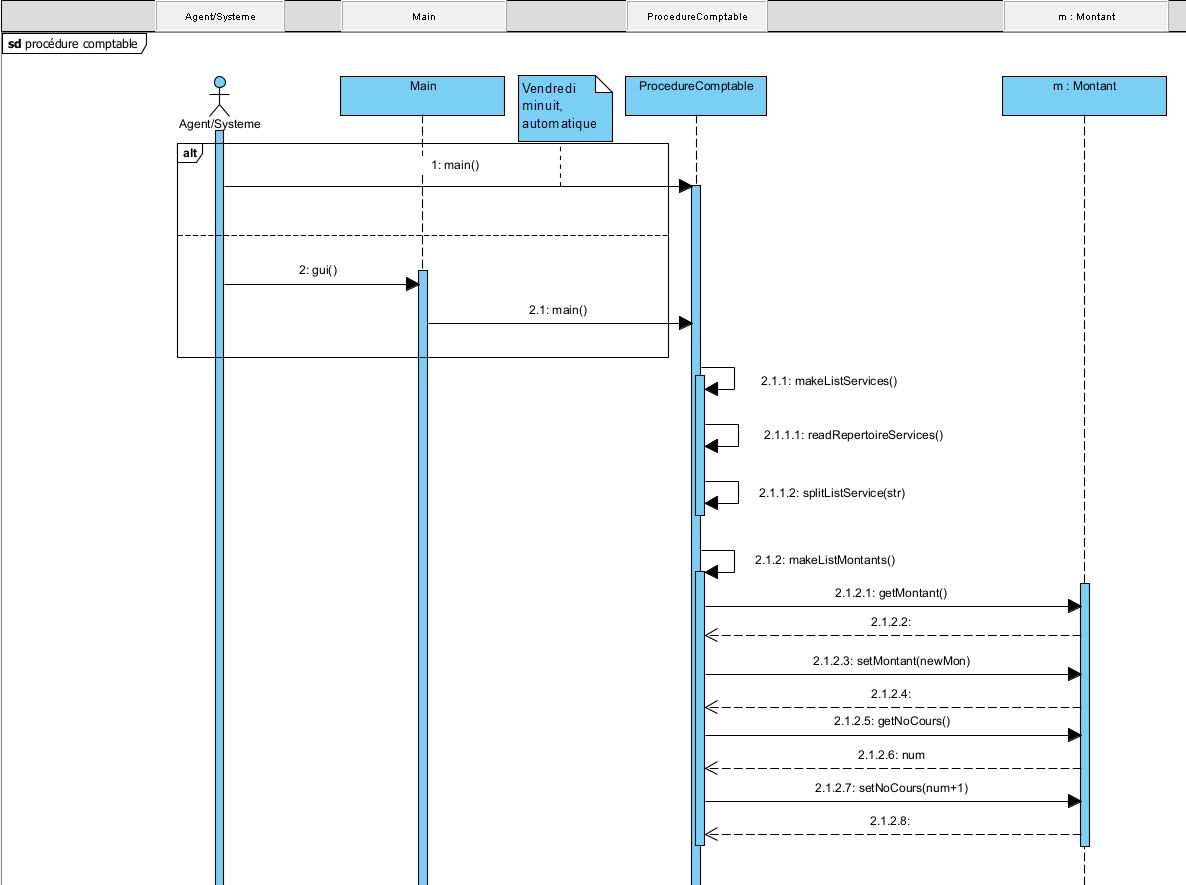 Agent/Systeme
Main
ProcedureComptable
m : Montant
sd procédure comptable
Agent/Systeme
Main
Vendredi
minuit,
automatique
ProcedureComptable
m : Montant
alt
1: main()
2: gui()
2.1: main()
2.1.1: makeListServices()
2.1.1.1: readRepertoireServices()
2.1.1.2: splitListService(str)
2.1.2: makeListMontants()
2.1.2.1: getMontant()
2.1.2.2:
2.1.2.3: setMontant(newMon)
2.1.2.4:
2.1.2.5: getNoCours()
2.1.2.6: num
2.1.2.7: setNoCours(num+1)
2.1.2.8: